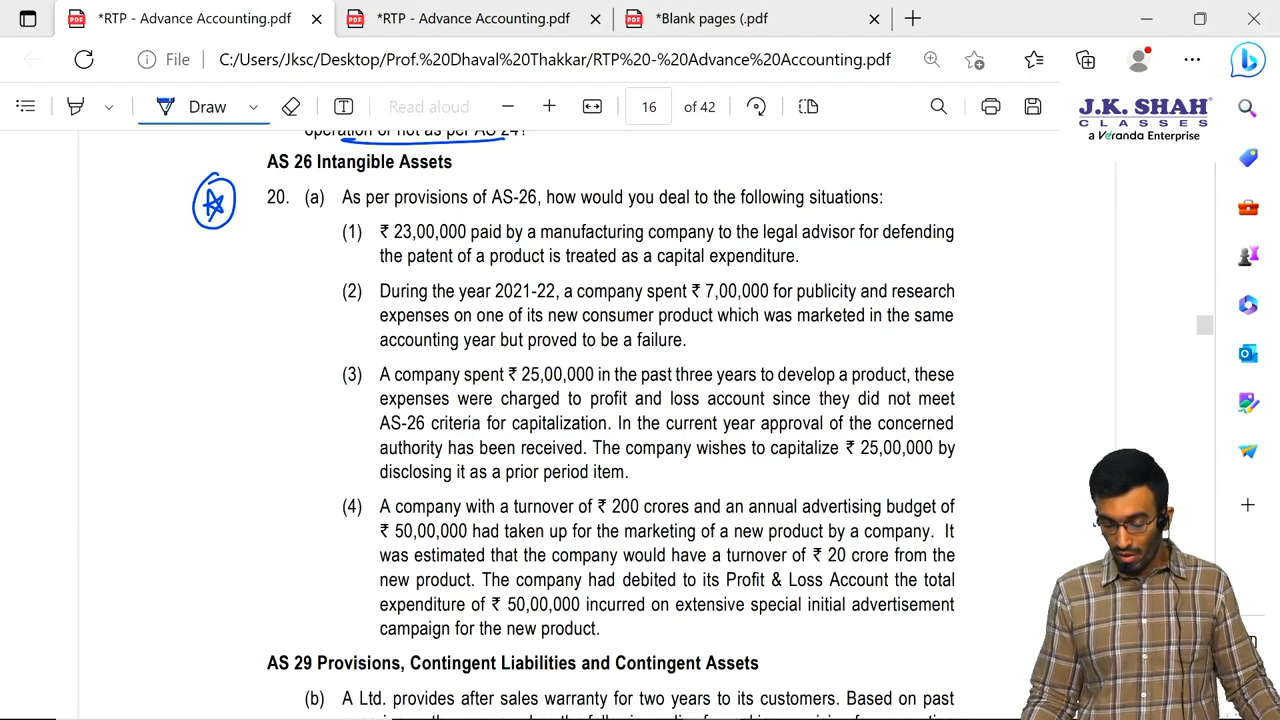 *RTP - Advance Accounting.pdf
*RTP - Advance Accounting.pdf
*Blank pages (.pdf
File
C:/Users/Jksc/Desktop/Prof.%20Dhaval%20Thakkar/RTP%20-%20Advance%20Accounting.pdf
Draw
Read aloud
16 of 42
J.K. SHAH®
CLASSES
a Veranda Enterprise
operation or not as per AS 24?
AS 26 Intangible Assets
20. (a) As per provisions of AS-26, how would you deal to the following situations:
(1) ₹ 23,00,000 paid by a manufacturing company to the legal advisor for defending
the patent of a product is treated as a capital expenditure.
(2) During the year 2021-22, a company spent ₹ 7,00,000 for publicity and research
expenses on one of its new consumer product which was marketed in the same
accounting year but proved to be a failure.
(3) A company spent ₹ 25,00,000 in the past three years to develop a product, these
expenses were charged to profit and loss account since they did not meet
AS-26 criteria for capitalization. In the current year approval of the concerned
authority has been received. The company wishes to capitalize ₹ 25,00,000 by
disclosing it as a prior period item.
(4) A company with a turnover of ₹ 200 crores and an annual advertising budget of
₹ 50,00,000 had taken up for the marketing of a new product by a company. It
was estimated that the company would have a turnover of ₹ 20 crore from the
new product. The company had debited to its Profit & Loss Account the total
expenditure of ₹ 50,00,000 incurred on extensive special initial advertisement
campaign for the new product.
AS 29 Provisions, Contingent Liabilities and Contingent Assets
(b) A Ltd. provides after sales warranty for two years to its customers. Based on past